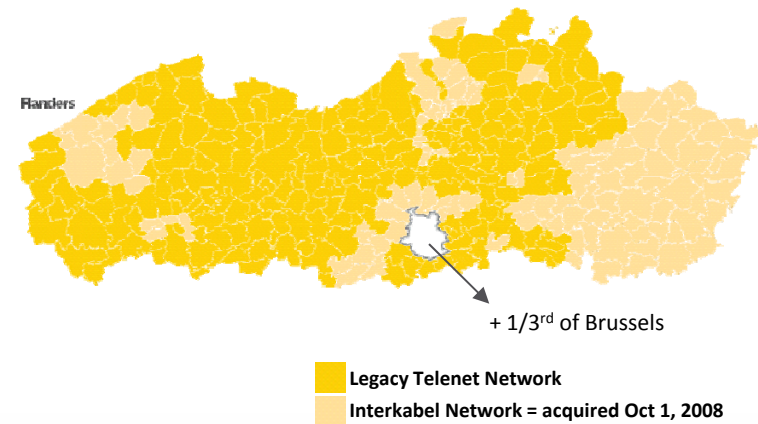 Flanders
+ 1/3rd of Brussels
Legacy Telenet Network
Interkabel Network = acquired Oct 1, 2008